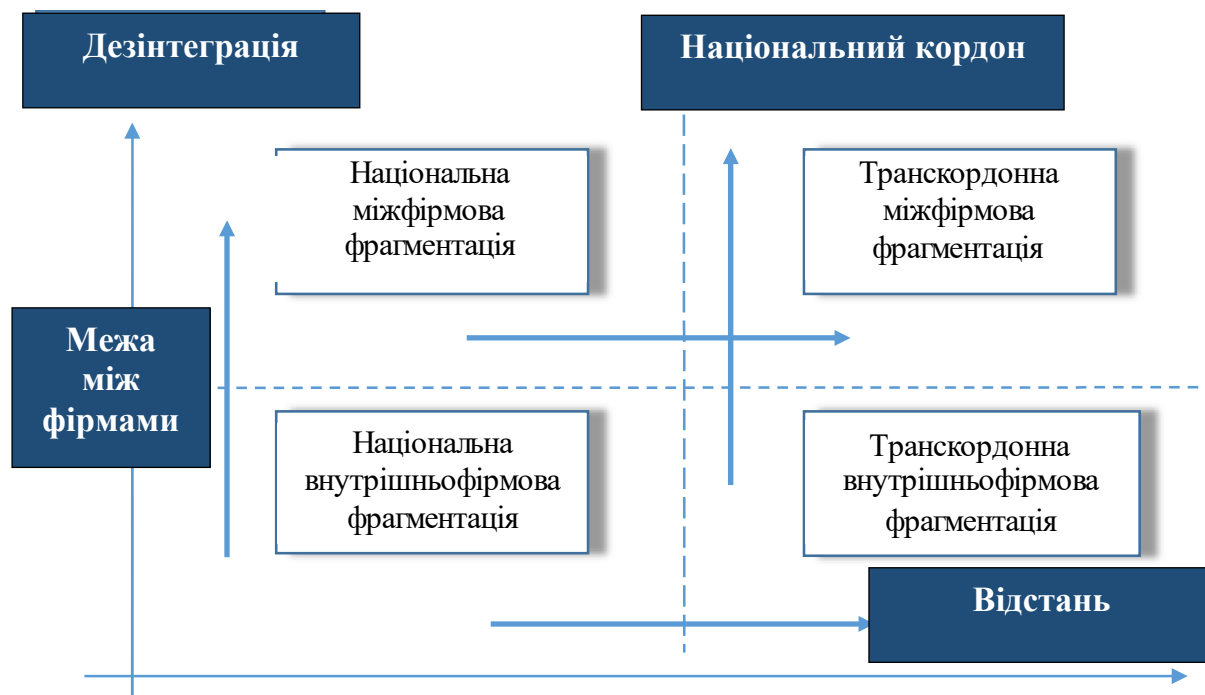 Дезінтеграція
Національний кордон
Національна
міжфірмова
фрагментація
Транскордонна
міжфірмова
фрагментація
Межа
між
фірмами
Національна
внутрішньофірмова
фрагментація
Транскордонна
внутрішньофірмова
фрагментація
Відстань